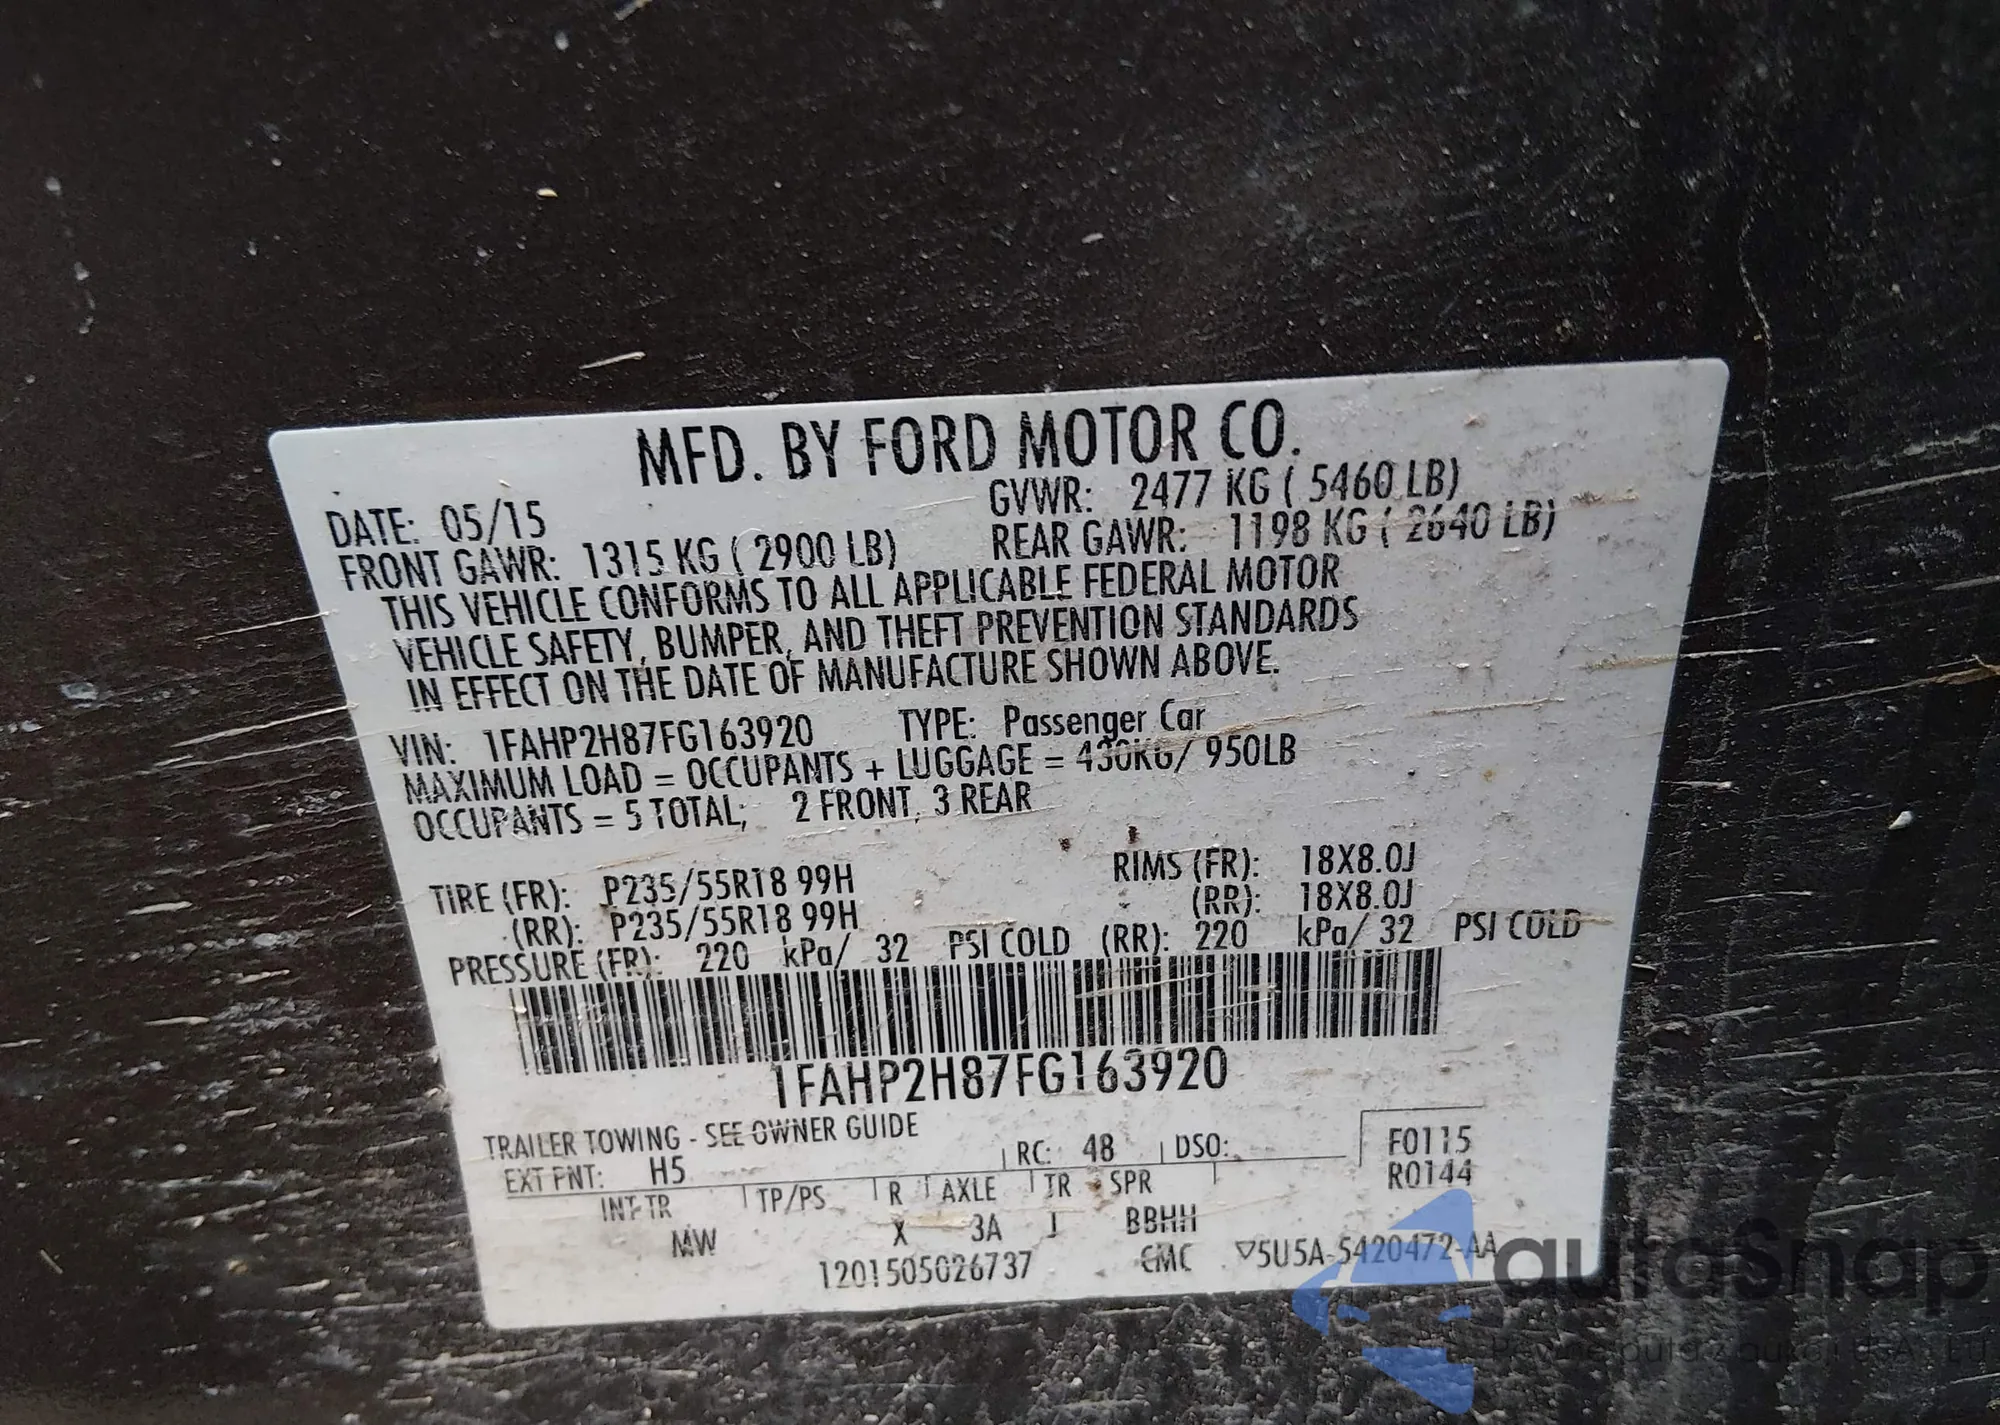 MFD. BY FORD MOTOR CO.
DATE: 05/15 GVWR: 2477 KG ( 5460 LB)
FRONT GAWR: 1315 KG ( 2900 LB) REAR GAWR: 1198 KG ( 2640 LB)
THIS VEHICLE CONFORMS TO ALL APPLICABLE FEDERAL MOTOR
VEHICLE SAFETY, BUMPER, AND THEFT PREVENTION STANDARDS
IN EFFECT ON THE DATE OF MANUFACTURE SHOWN ABOVE.
VIN: 1FAHP2H87FG163920 TYPE: Passenger Car
MAXIMUM LOAD = OCCUPANTS + LUGGAGE = 430KG/ 950LB
OCCUPANTS = 5 TOTAL; 2 FRONT, 3 REAR
TIRE (FR): P235/55R18 99H RIMS (FR): 18X8.0J
(RR): P235/55R18 99H (RR): 18X8.0J
PRESSURE (FR): 220 kPa/ 32 PSI COLD (RR): 220 kPa/ 32 PSI COLD
1FAHP2H87FG163920
TRAILER TOWING - SEE OWNER GUIDE
EXT PNT: H5 RC: 48 DSO: F0115
R0144
INT TR TP/PS R AXLE TR SPR
MW X 3A J BBHH
1201505026737 CMC 5U5A-5420472-AA
autaSnap